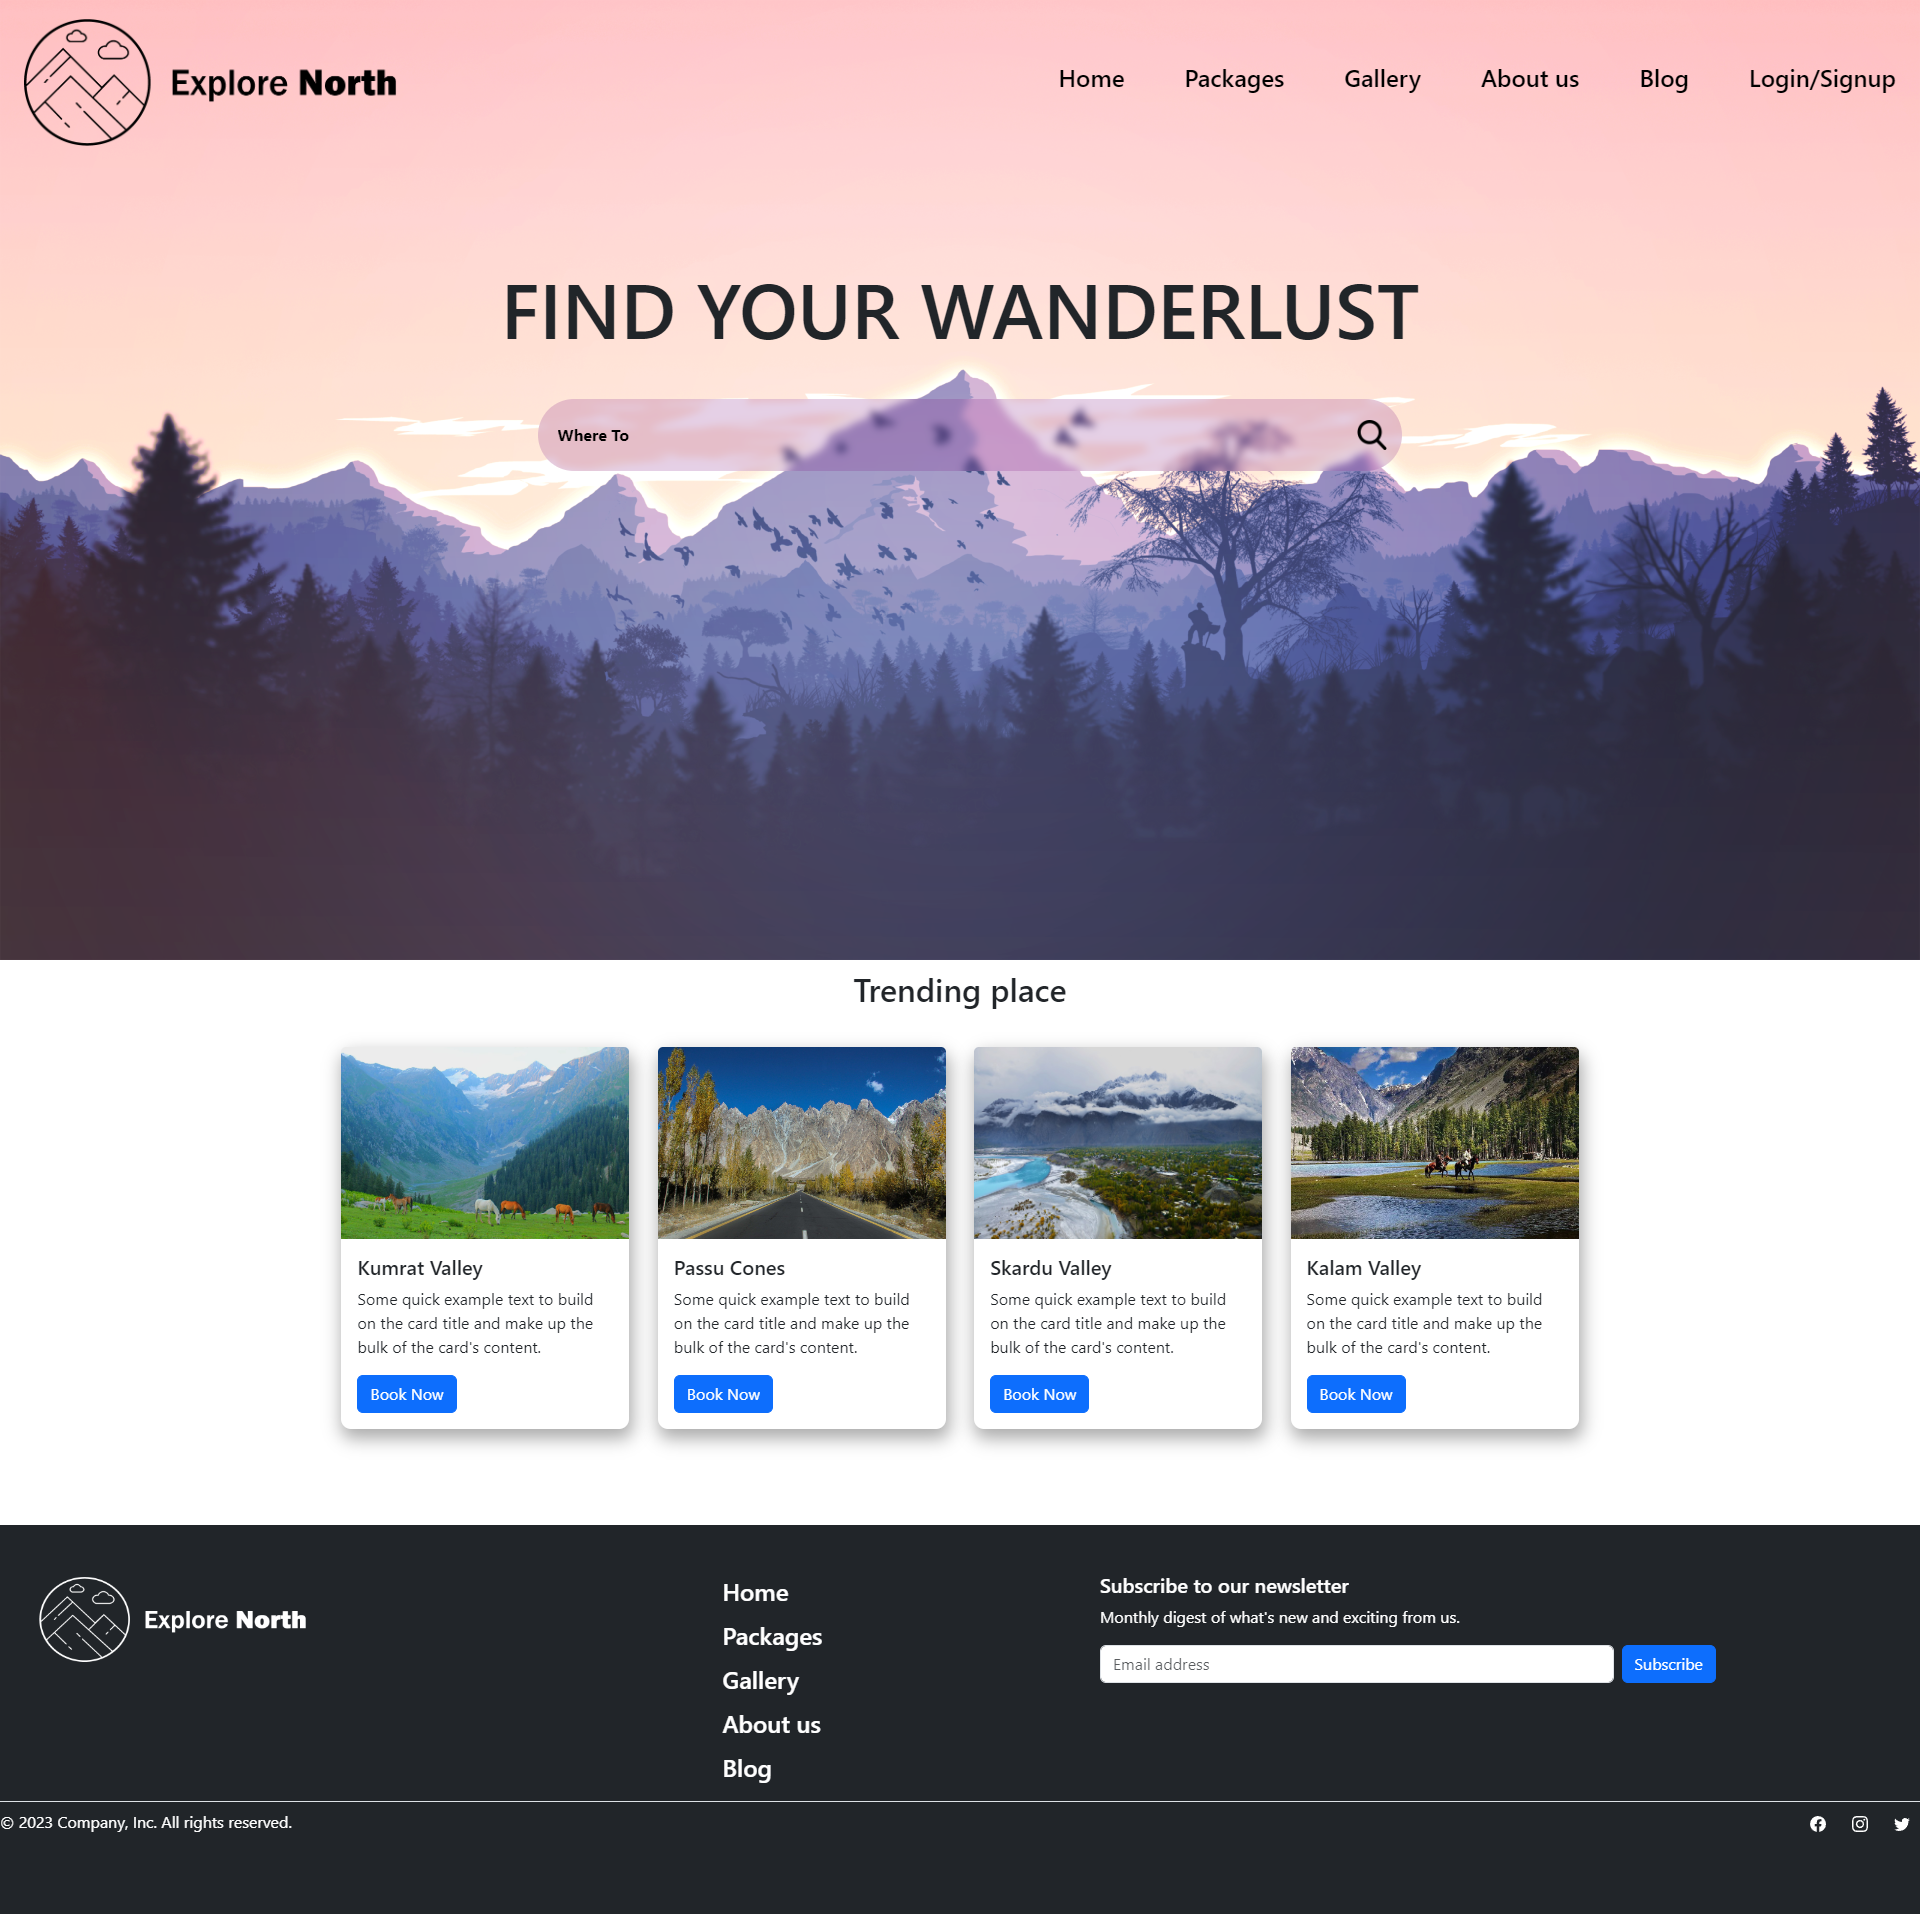 Explore North
Home Packages Gallery About us Blog Login/Signup
FIND YOUR WANDERLUST
Where To
Trending place
Kumrat Valley
Some quick example text to build
on the card title and make up the
bulk of the card's content.
Book Now
Passu Cones
Some quick example text to build
on the card title and make up the
bulk of the card's content.
Book Now
Skardu Valley
Some quick example text to build
on the card title and make up the
bulk of the card's content.
Book Now
Kalam Valley
Some quick example text to build
on the card title and make up the
bulk of the card's content.
Book Now
Explore North
Home
Packages
Gallery
About us
Blog
Subscribe to our newsletter
Monthly digest of what's new and exciting from us.
Email address
Subscribe
© 2023 Company, Inc. All rights reserved.